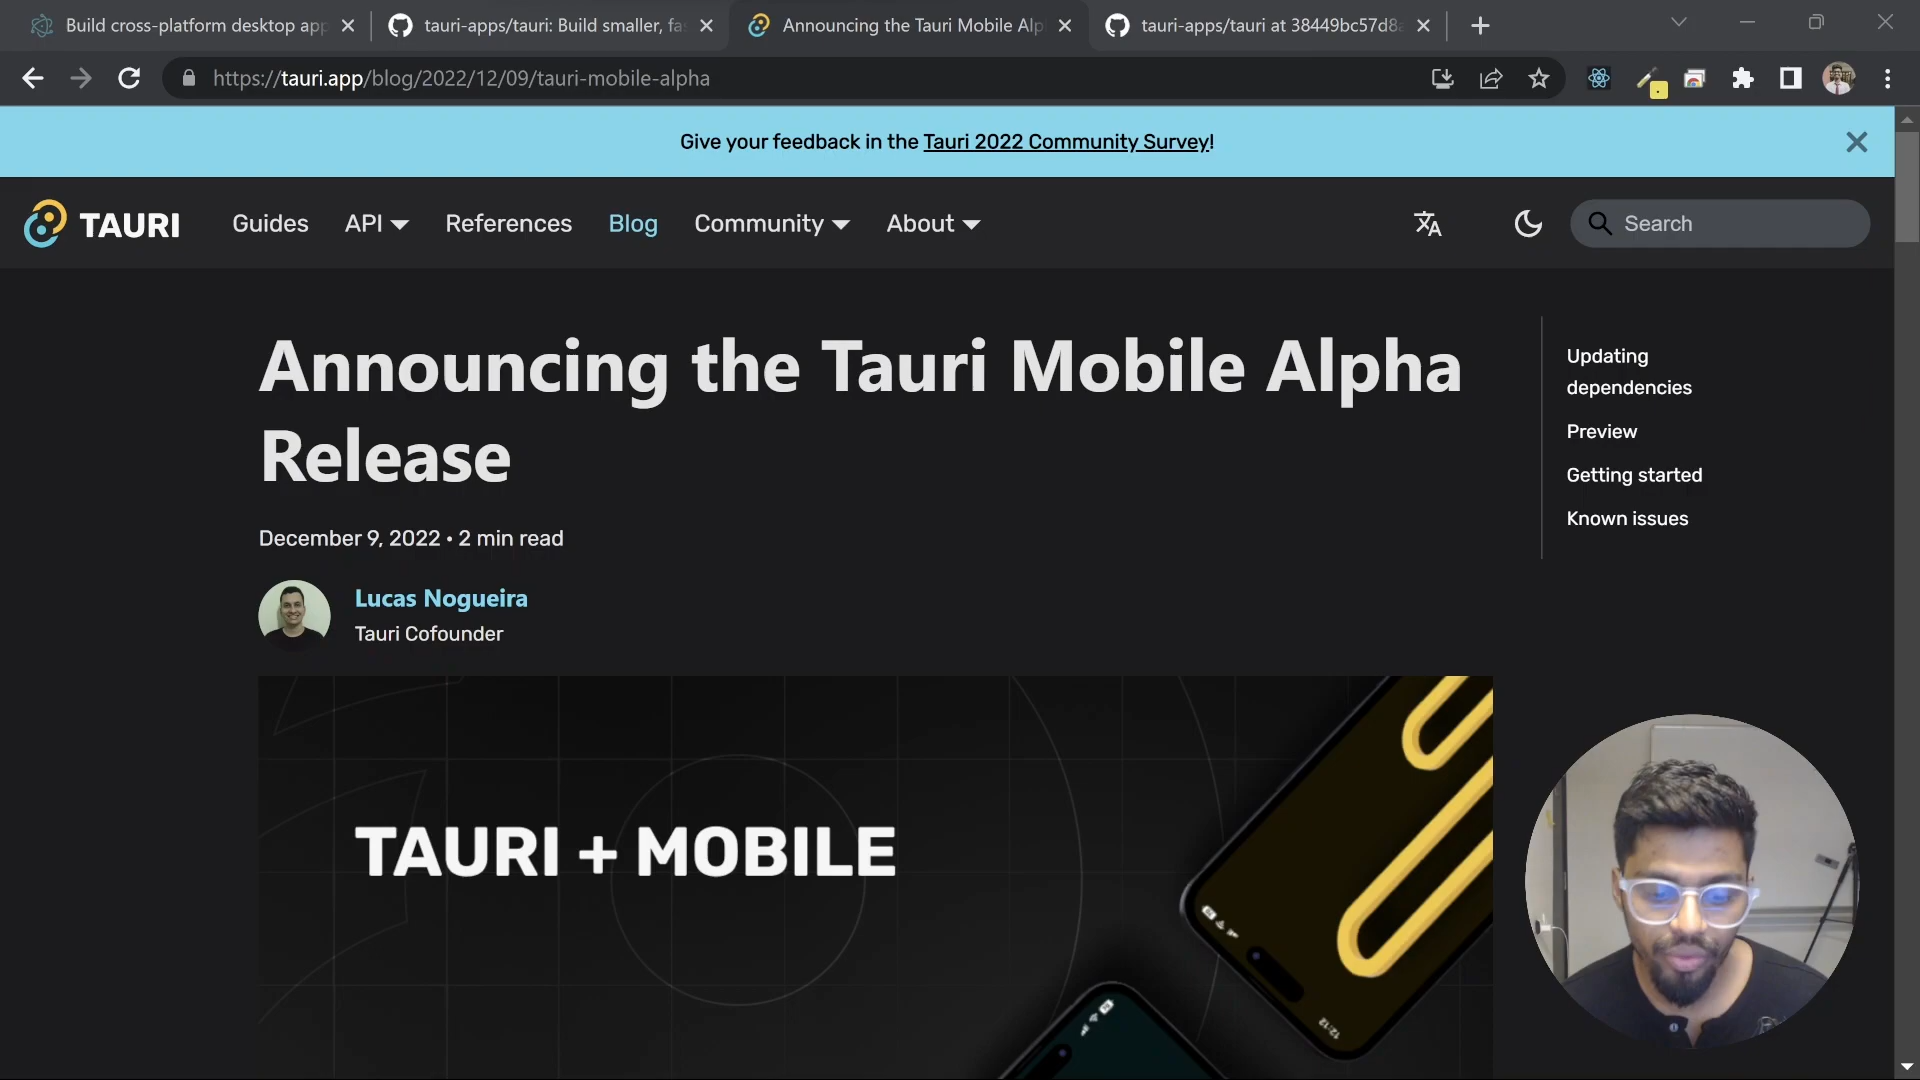 Build cross-platform desktop app
tauri-apps/tauri: Build smaller, fa
Announcing the Tauri Mobile Alp
tauri-apps/tauri at 38449bc57d8a
https://tauri.app/blog/2022/12/09/tauri-mobile-alpha
Give your feedback in the Tauri 2022 Community Survey!
TAURI
Guides
API
References
Blog
Community
About
Search
Announcing the Tauri Mobile Alpha
Release
December 9, 2022 • 2 min read
Lucas Nogueira
Tauri Cofounder
Updating
dependencies
Preview
Getting started
Known issues
TAURI + MOBILE
12:12